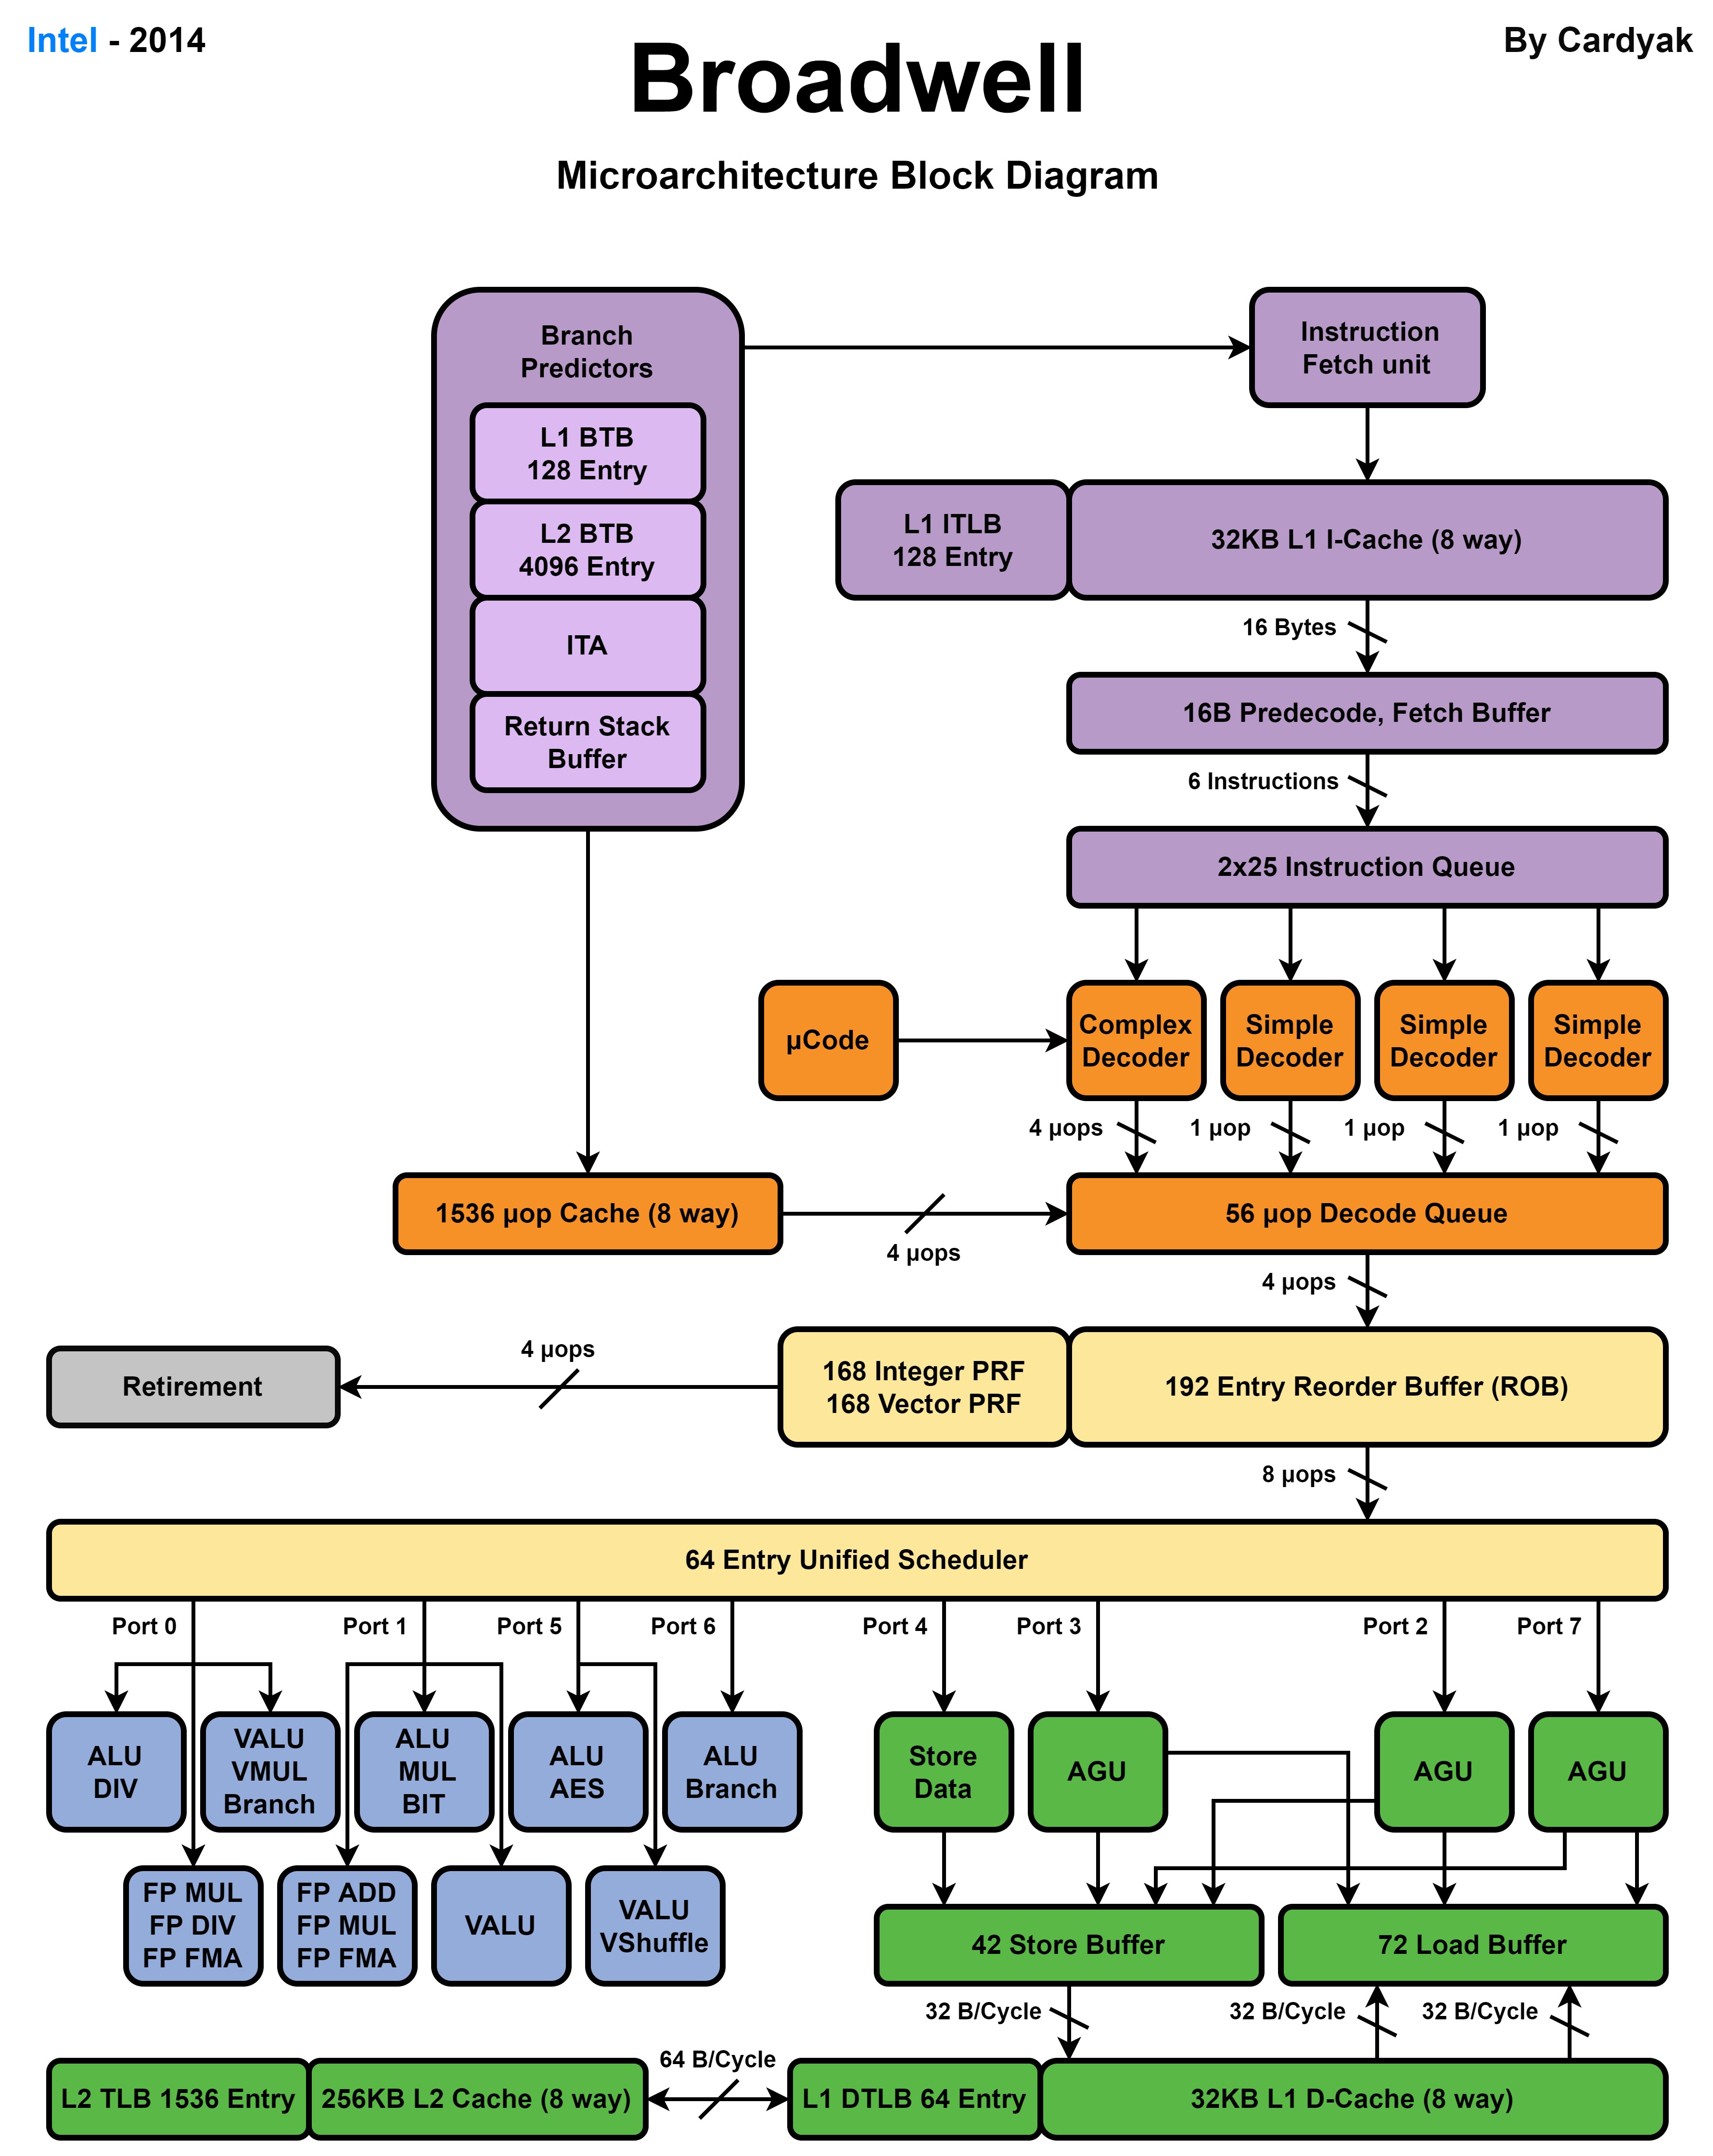 Intel - 2014
By Cardyak
Broadwell
Microarchitecture Block Diagram
Branch
Predictors
L1 BTB
128 Entry
L2 BTB
4096 Entry
ITA
Return Stack
Buffer
Instruction
Fetch unit
L1 ITLB
128 Entry
32KB L1 I-Cache (8 way)
16 Bytes
16B Predecode, Fetch Buffer
6 Instructions
2x25 Instruction Queue
µCode
Complex
Decoder
Simple
Decoder
Simple
Decoder
Simple
Decoder
4 µops
1 µop
1 µop
1 µop
1536 µop Cache (8 way)
4 µops
56 µop Decode Queue
4 µops
Retirement
4 µops
168 Integer PRF
168 Vector PRF
192 Entry Reorder Buffer (ROB)
8 µops
64 Entry Unified Scheduler
Port 0
Port 1
Port 5
Port 6
Port 4
Port 3
Port 2
Port 7
ALU
DIV
VALU
VMUL
Branch
ALU
MUL
BIT
ALU
AES
ALU
Branch
Store
Data
AGU
AGU
AGU
FP MUL
FP DIV
FP FMA
FP ADD
FP MUL
FP FMA
VALU
VALU
VShuffle
42 Store Buffer
72 Load Buffer
32 B/Cycle
32 B/Cycle
32 B/Cycle
L2 TLB 1536 Entry
256KB L2 Cache (8 way)
64 B/Cycle
L1 DTLB 64 Entry
32KB L1 D-Cache (8 way)